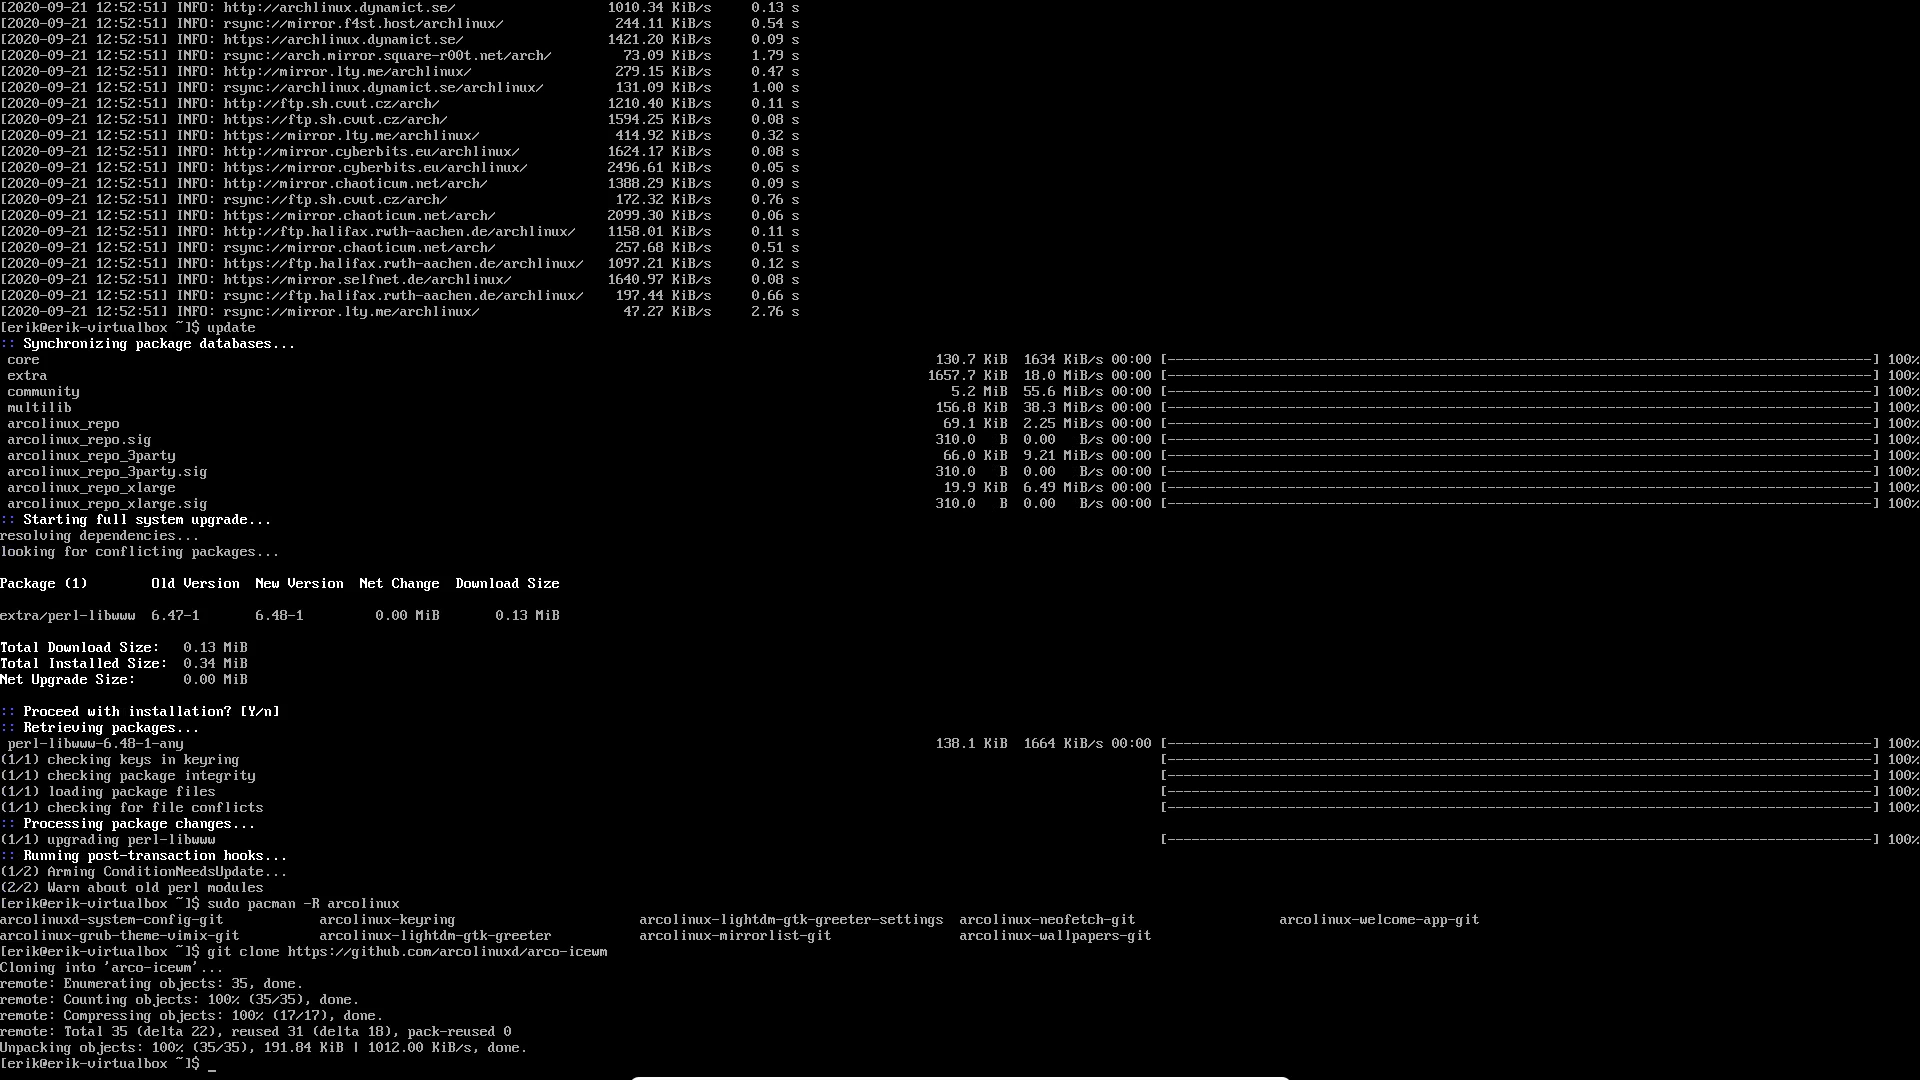 [2020-09-21 12:52:51] INFO: http://archlinux.dynamict.se/ 1010.34 KiB/s 0.13 s
[2020-09-21 12:52:51] INFO: rsync://mirror.f4st.host/archlinux/ 244.11 KiB/s 0.54 s
[2020-09-21 12:52:51] INFO: https://archlinux.dynamict.se/ 1421.20 KiB/s 0.09 s
[2020-09-21 12:52:51] INFO: rsync://arch.mirror.square-r00t.net/arch/ 73.09 KiB/s 1.79 s
[2020-09-21 12:52:51] INFO: http://mirror.lty.me/archlinux/ 279.15 KiB/s 0.47 s
[2020-09-21 12:52:51] INFO: rsync://archlinux.dynamict.se/archlinux/ 131.09 KiB/s 1.00 s
[2020-09-21 12:52:51] INFO: http://ftp.sh.cvut.cz/arch/ 1210.40 KiB/s 0.11 s
[2020-09-21 12:52:51] INFO: https://ftp.sh.cvut.cz/arch/ 1594.25 KiB/s 0.08 s
[2020-09-21 12:52:51] INFO: https://mirror.lty.me/archlinux/ 414.92 KiB/s 0.32 s
[2020-09-21 12:52:51] INFO: http://mirror.cyberbits.eu/archlinux/ 1624.17 KiB/s 0.08 s
[2020-09-21 12:52:51] INFO: https://mirror.cyberbits.eu/archlinux/ 2496.61 KiB/s 0.05 s
[2020-09-21 12:52:51] INFO: http://mirror.chaoticum.net/arch/ 1388.29 KiB/s 0.09 s
[2020-09-21 12:52:51] INFO: rsync://ftp.sh.cvut.cz/arch/ 172.32 KiB/s 0.76 s
[2020-09-21 12:52:51] INFO: https://mirror.chaoticum.net/arch/ 2099.30 KiB/s 0.06 s
[2020-09-21 12:52:51] INFO: http://ftp.halifax.rwth-aachen.de/archlinux/ 1158.01 KiB/s 0.11 s
[2020-09-21 12:52:51] INFO: rsync://mirror.chaoticum.net/arch/ 257.68 KiB/s 0.51 s
[2020-09-21 12:52:51] INFO: https://ftp.halifax.rwth-aachen.de/archlinux/ 1097.21 KiB/s 0.12 s
[2020-09-21 12:52:51] INFO: https://mirror.selfnet.de/archlinux/ 1640.97 KiB/s 0.08 s
[2020-09-21 12:52:51] INFO: rsync://ftp.halifax.rwth-aachen.de/archlinux/ 197.44 KiB/s 0.66 s
[2020-09-21 12:52:51] INFO: rsync://mirror.lty.me/archlinux/ 47.27 KiB/s 2.76 s
[erik@erik-virtualbox ~]$ update
:: Synchronizing package databases...
core 130.7 KiB 1634 KiB/s 00:00 [----------] 100%
extra 1657.7 KiB 18.0 MiB/s 00:00 [----------] 100%
community 5.2 MiB 55.6 MiB/s 00:00 [----------] 100%
multilib 156.8 KiB 38.3 MiB/s 00:00 [----------] 100%
arcolinux_repo 69.1 KiB 2.25 MiB/s 00:00 [----------] 100%
arcolinux_repo.sig 310.0 B 0.00 B/s 00:00 [----------] 100%
arcolinux_repo_3party 66.0 KiB 9.21 MiB/s 00:00 [----------] 100%
arcolinux_repo_3party.sig 310.0 B 0.00 B/s 00:00 [----------] 100%
arcolinux_repo_xlarge 19.9 KiB 6.49 MiB/s 00:00 [----------] 100%
arcolinux_repo_xlarge.sig 310.0 B 0.00 B/s 00:00 [----------] 100%
:: Starting full system upgrade...
resolving dependencies...
looking for conflicting packages...
Package (1) Old Version New Version Net Change Download Size
extra/perl-libwww 6.47-1 6.48-1 0.00 MiB 0.13 MiB
Total Download Size: 0.13 MiB
Total Installed Size: 0.34 MiB
Net Upgrade Size: 0.00 MiB
:: Proceed with installation? [Y/n]
:: Retrieving packages...
perl-libwww-6.48-1-any 138.1 KiB 1664 KiB/s 00:00 [----------] 100%
(1/1) checking keys in keyring [----------] 100%
(1/1) checking package integrity [----------] 100%
(1/1) loading package files [----------] 100%
(1/1) checking for file conflicts [----------] 100%
:: Processing package changes...
(1/1) upgrading perl-libwww [----------] 100%
:: Running post-transaction hooks...
(1/2) Arming ConditionNeedsUpdate...
(2/2) Warn about old perl modules
[erik@erik-virtualbox ~]$ sudo pacman -R arcolinux
arcolinuxd-system-config-git arcolinux-keyring arcolinux-lightdm-gtk-greeter-settings arcolinux-neofetch-git arcolinux-welcome-app-git
arcolinux-grub-theme-vimix-git arcolinux-lightdm-gtk-greeter arcolinux-mirrorlist-git arcolinux-wallpapers-git
[erik@erik-virtualbox ~]$ git clone https://github.com/arcolinuxd/arco-icewm
Cloning into 'arco-icewm'...
remote: Enumerating objects: 35, done.
remote: Counting objects: 100% (35/35), done.
remote: Compressing objects: 100% (17/17), done.
remote: Total 35 (delta 22), reused 31 (delta 18), pack-reused 0
Unpacking objects: 100% (35/35), 191.84 KiB | 1012.00 KiB/s, done.
[erik@erik-virtualbox ~]$ _